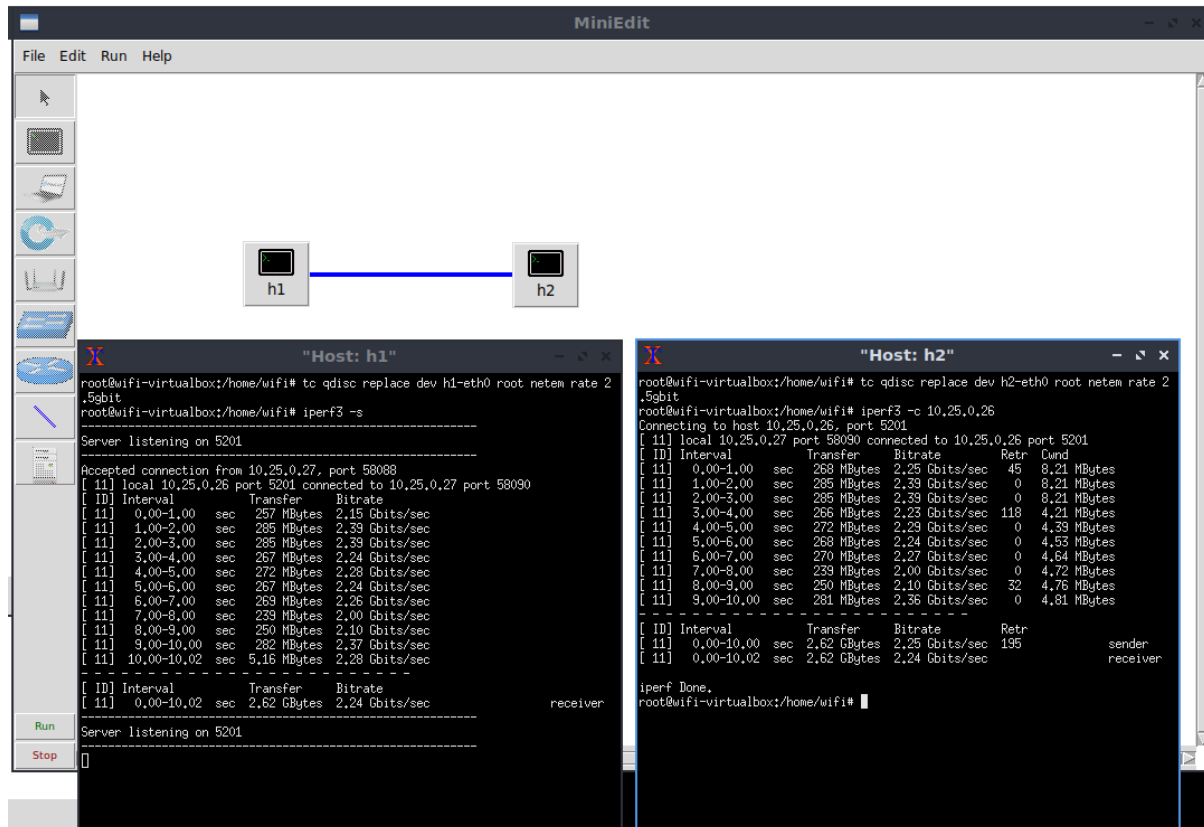 MiniEdit
File Edit Run Help
h1
h2
Run
Stop
"Host: h1"
root@wifi-virtualbox:/home/wifi# tc qdisc replace dev h1-eth0 root netem rate 2
.5gbit
root@wifi-virtualbox:/home/wifi# iperf3 -s
-----------------------------------------------------------
Server listening on 5201
-----------------------------------------------------------
Accepted connection from 10.25.0.27, port 58088
[ 11] local 10.25.0.26 port 5201 connected to 10.25.0.27 port 58090
[ ID] Interval Transfer Bitrate
[ 11] 0.00-1.00 sec 257 MBytes 2.15 Gbits/sec
[ 11] 1.00-2.00 sec 285 MBytes 2.39 Gbits/sec
[ 11] 2.00-3.00 sec 285 MBytes 2.39 Gbits/sec
[ 11] 3.00-4.00 sec 267 MBytes 2.24 Gbits/sec
[ 11] 4.00-5.00 sec 272 MBytes 2.28 Gbits/sec
[ 11] 5.00-6.00 sec 267 MBytes 2.24 Gbits/sec
[ 11] 6.00-7.00 sec 269 MBytes 2.26 Gbits/sec
[ 11] 7.00-8.00 sec 239 MBytes 2.00 Gbits/sec
[ 11] 8.00-9.00 sec 250 MBytes 2.10 Gbits/sec
[ 11] 9.00-10.00 sec 282 MBytes 2.37 Gbits/sec
[ 11] 10.00-10.02 sec 5.16 MBytes 2.28 Gbits/sec
- - - - - - - - - - - - - - - - - - - - - - - - -
[ ID] Interval Transfer Bitrate
[ 11] 0.00-10.02 sec 2.62 GBytes 2.24 Gbits/sec receiver
-----------------------------------------------------------
Server listening on 5201
-----------------------------------------------------------
"Host: h2"
root@wifi-virtualbox:/home/wifi# tc qdisc replace dev h2-eth0 root netem rate 2
.5gbit
root@wifi-virtualbox:/home/wifi# iperf3 -c 10.25.0.26
Connecting to host 10.25.0.26, port 5201
[ 11] local 10.25.0.27 port 58090 connected to 10.25.0.26 port 5201
[ ID] Interval Transfer Bitrate Retr Cwnd
[ 11] 0.00-1.00 sec 268 MBytes 2.25 Gbits/sec 45 8.21 MBytes
[ 11] 1.00-2.00 sec 285 MBytes 2.39 Gbits/sec 0 8.21 MBytes
[ 11] 2.00-3.00 sec 285 MBytes 2.39 Gbits/sec 0 8.21 MBytes
[ 11] 3.00-4.00 sec 266 MBytes 2.23 Gbits/sec 118 4.21 MBytes
[ 11] 4.00-5.00 sec 272 MBytes 2.29 Gbits/sec 0 4.39 MBytes
[ 11] 5.00-6.00 sec 268 MBytes 2.24 Gbits/sec 0 4.53 MBytes
[ 11] 6.00-7.00 sec 270 MBytes 2.27 Gbits/sec 0 4.64 MBytes
[ 11] 7.00-8.00 sec 239 MBytes 2.00 Gbits/sec 0 4.72 MBytes
[ 11] 8.00-9.00 sec 250 MBytes 2.10 Gbits/sec 32 4.76 MBytes
[ 11] 9.00-10.00 sec 281 MBytes 2.36 Gbits/sec 0 4.81 MBytes
- - - - - - - - - - - - - - - - - - - - - - - - -
[ ID] Interval Transfer Bitrate Retr
[ 11] 0.00-10.00 sec 2.62 GBytes 2.25 Gbits/sec 195 sender
[ 11] 0.00-10.02 sec 2.62 GBytes 2.24 Gbits/sec receiver
iperf Done.
root@wifi-virtualbox:/home/wifi#